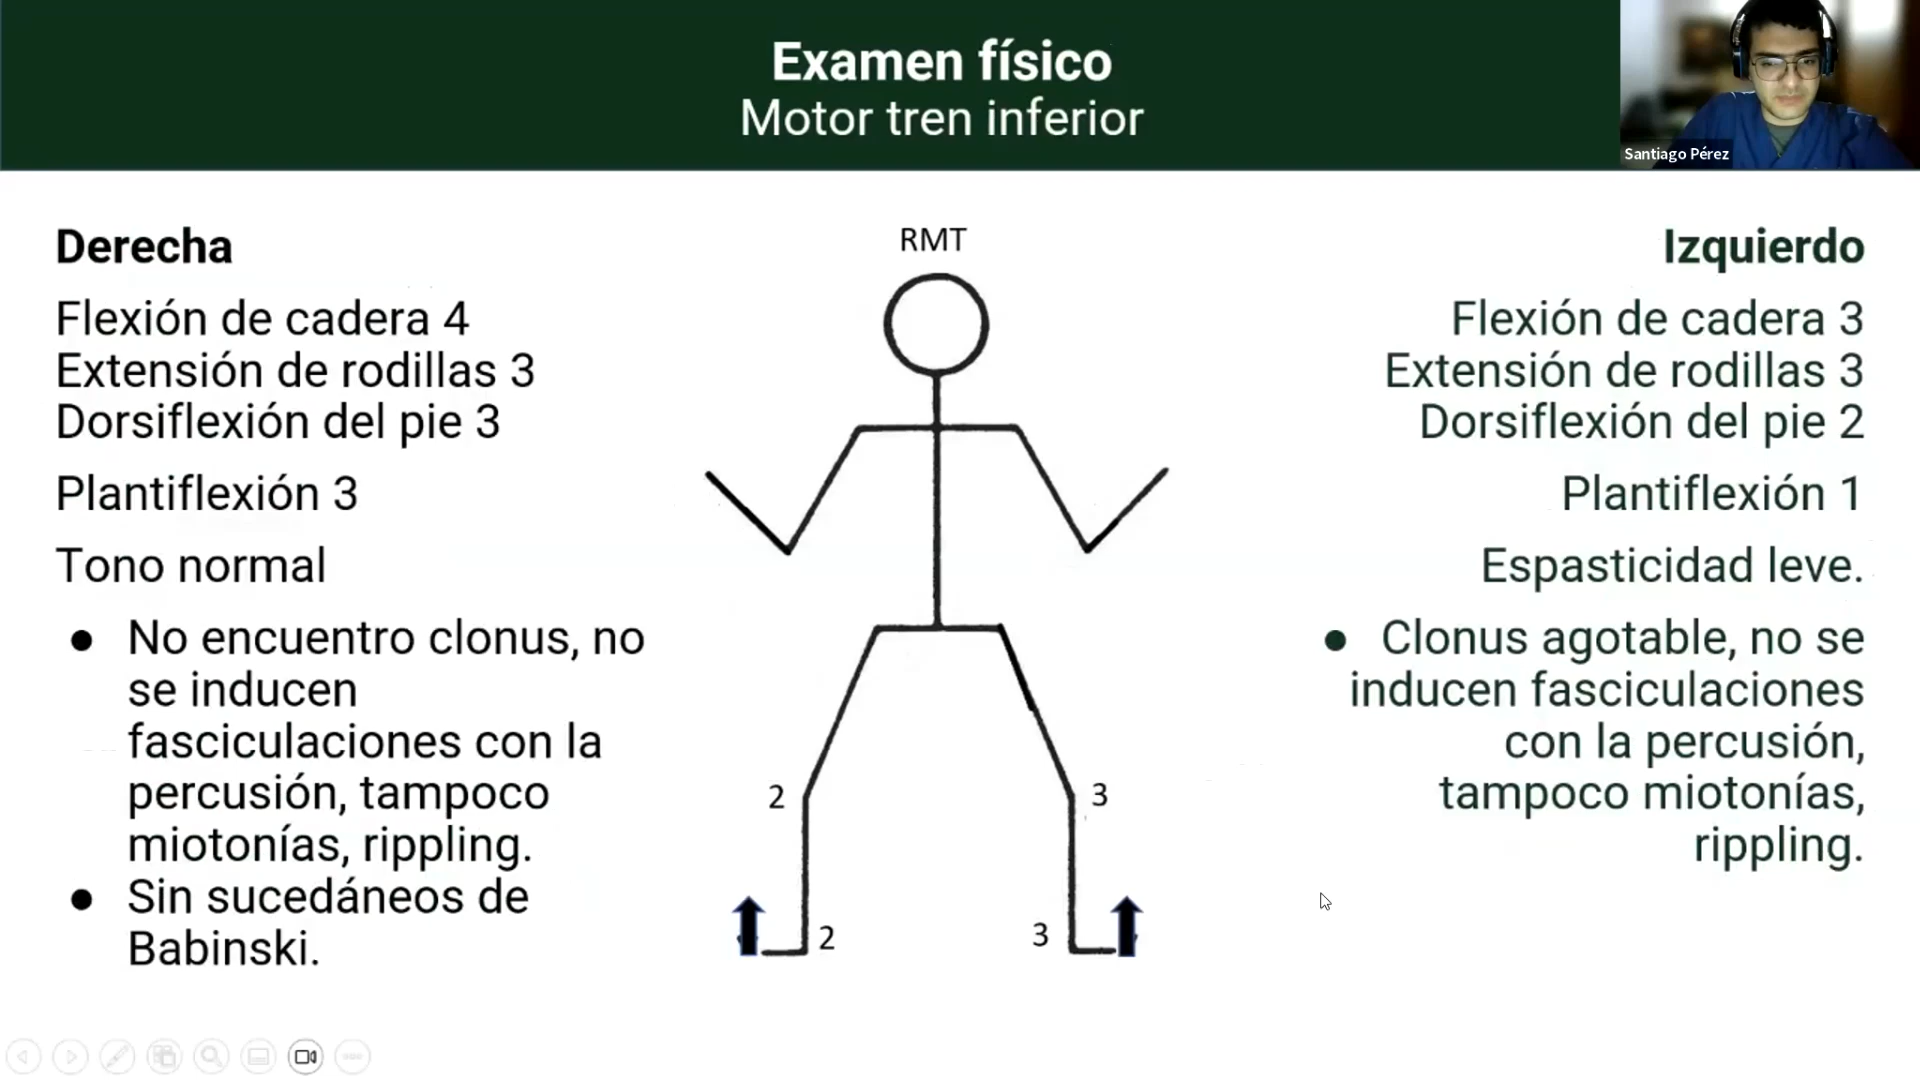 Examen físico
Motor tren inferior
Santiago Pérez
Derecha
Flexión de cadera 4
Extensión de rodillas 3
Dorsiflexión del pie 3
Plantiflexión 3
Tono normal
● No encuentro clonus, no
se inducen
fasciculaciones con la
percusión, tampoco
miotonías, rippling.
● Sin sucedáneos de
Babinski.
RMT
2
3
2
3
Izquierdo
Flexión de cadera 3
Extensión de rodillas 3
Dorsiflexión del pie 2
Plantiflexión 1
Espasticidad leve.
● Clonus agotable, no se
inducen fasciculaciones
con la percusión,
tampoco miotonías,
rippling.